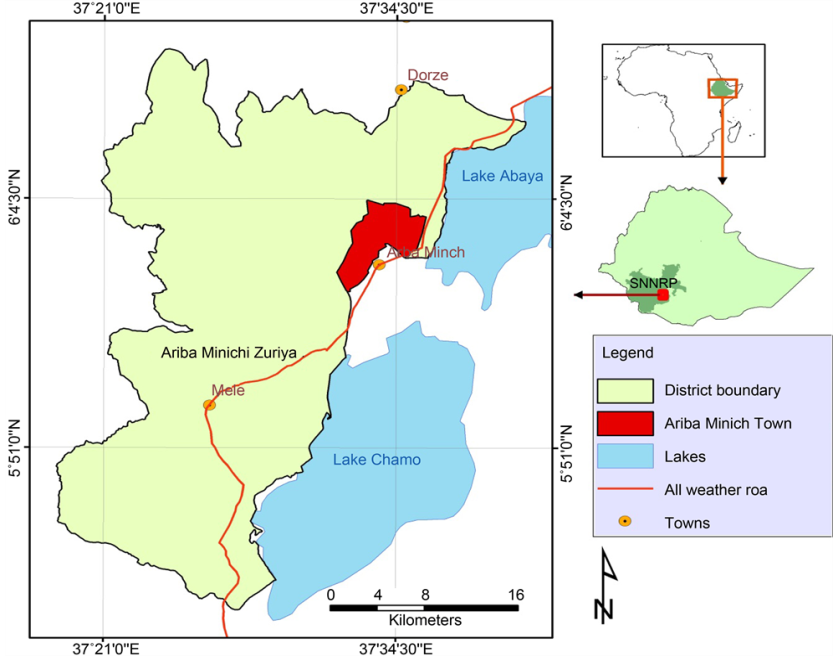 37°21'0"E
37°34'30"E
Dorze
6°4'30"N
6°4'30"N
Lake Abaya
Arba Minch
SNNRP
Ariba Minichi Zuriya
Mele
Legend
District boundary
Ariba Minich Town
Lakes
All weather roa
Towns
5°51'0"N
5°51'0"N
Lake Chamo
0 4 8 16
Kilometers
N
37°21'0"E
37°34'30"E